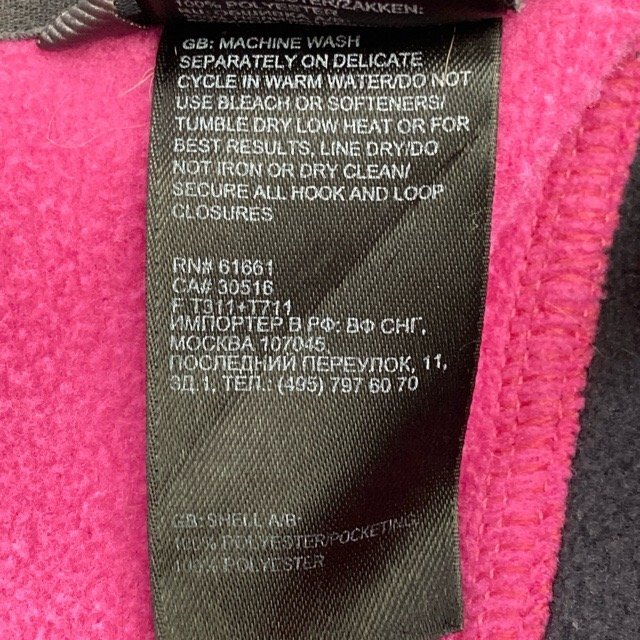 100% POLYESTER/ZAKKEN:
GB: MACHINE WASH
SEPARATELY ON DELICATE
CYCLE IN WARM WATER/DO NOT
USE BLEACH OR SOFTENERS/
TUMBLE DRY LOW HEAT OR FOR
BEST RESULTS, LINE DRY/DO
NOT IRON OR DRY CLEAN/
SECURE ALL HOOK AND LOOP
CLOSURES
RN# 61661
CA# 30516
F T311+T711
ИМПОРТЕР В РФ: ВФ СНГ,
МОСКВА 107045,
ПОСЛЕДНИЙ ПЕРЕУЛОК, 11,
ЗД 1, ТЕЛ.: (495) 797 60 70
GB: SHELL A/B:
100% POLYESTER/POCKETING:
100% POLYESTER